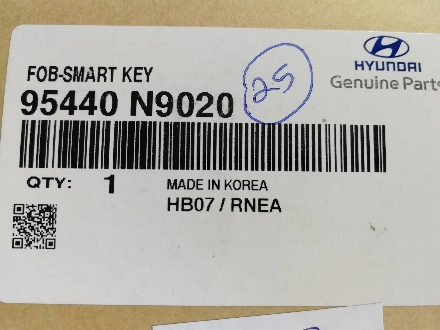 HYUNDAI
Genuine Parts
FOB-SMART KEY
95440 N9020
25
QTY: 1
MADE IN KOREA
HB07 / RNEA